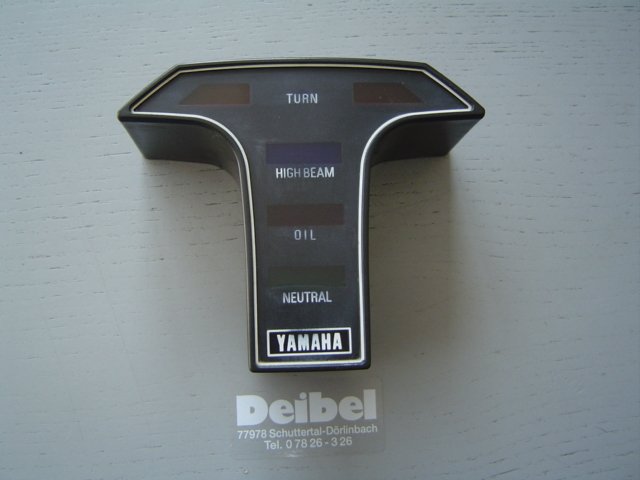 TURN
HIGH BEAM
OIL
NEUTRAL
YAMAHA
Deibel
77978 Schuttertal-Dörlinbach
Tel. 0 78 26 - 3 26